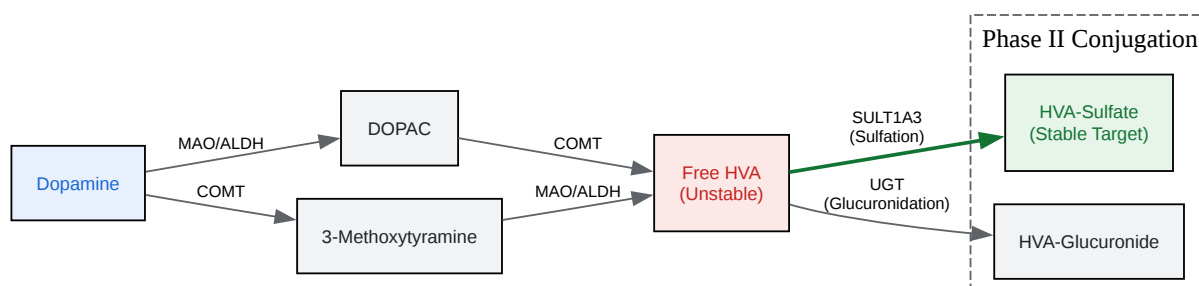 Phase II Conjugation
Dopamine
MAO/ALDH
COMT
DOPAC
3-Methoxytyramine
COMT
MAO/ALDH
Free HVA
(Unstable)
SULT1A3
(Sulfation)
UGT
(Glucuronidation)
HVA-Sulfate
(Stable Target)
HVA-Glucuronide